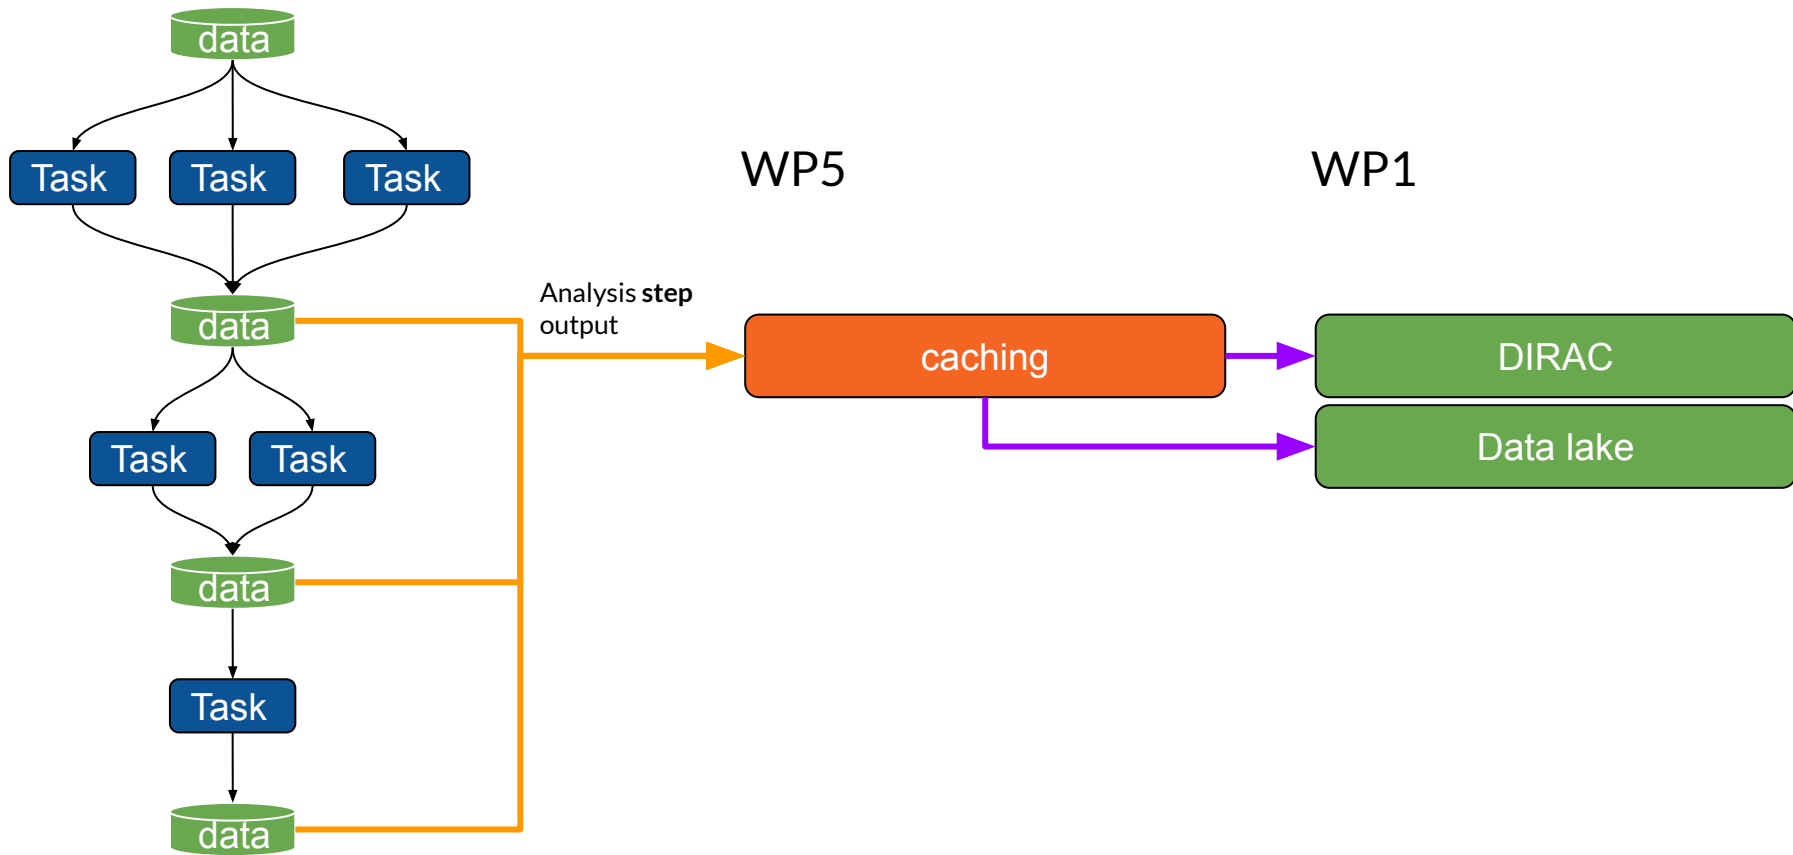 data
Task Task Task
WP5
WP1
Analysis step
output
data
caching
DIRAC
Data lake
Task Task
data
Task
data